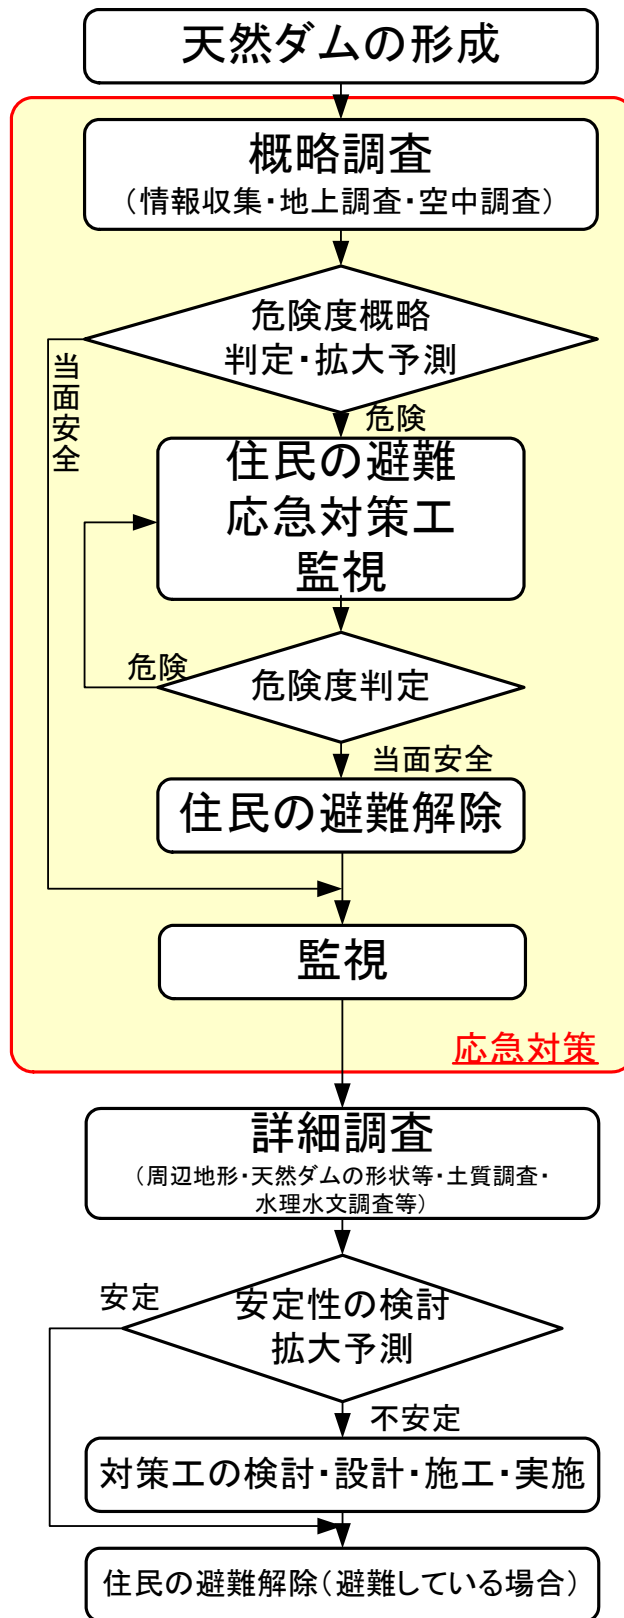 天然ダムの形成
概略調査
（情報収集・地上調査・空中調査）
危険度概略
判定・拡大予測
当面安全
危険
住民の避難
応急対策工
監視
危険
危険度判定
当面安全
住民の避難解除
監視
応急対策
詳細調査
（周辺地形・天然ダムの形状等・土質調査・
水理水文調査等）
安定
安定性の検討
拡大予測
不安定
対策工の検討・設計・施工・実施
住民の避難解除（避難している場合）